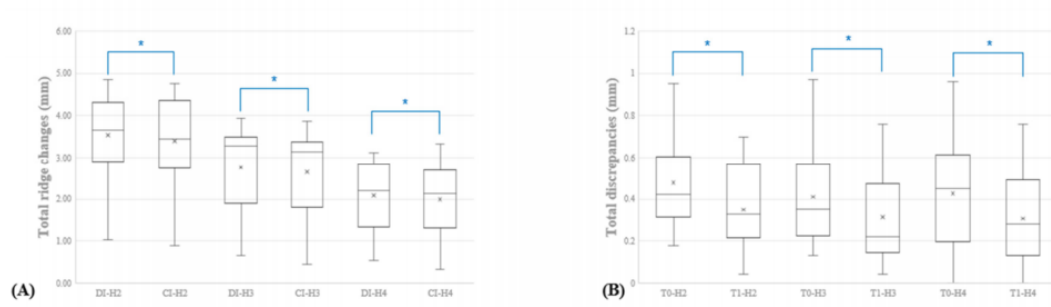 6.00
5.00
4.00
3.00
2.00
1.00
0.00
Total ridge changes (mm)
* * *
DI-H2 CI-H2 DI-H3 CI-H3 DI-H4 CI-H4
(A)
1.2
1
0.8
0.6
0.4
0.2
0
Total discrepancies (mm)
* * *
T0-H2 T1-H2 T0-H3 T1-H3 T0-H4 T1-H4
(B)